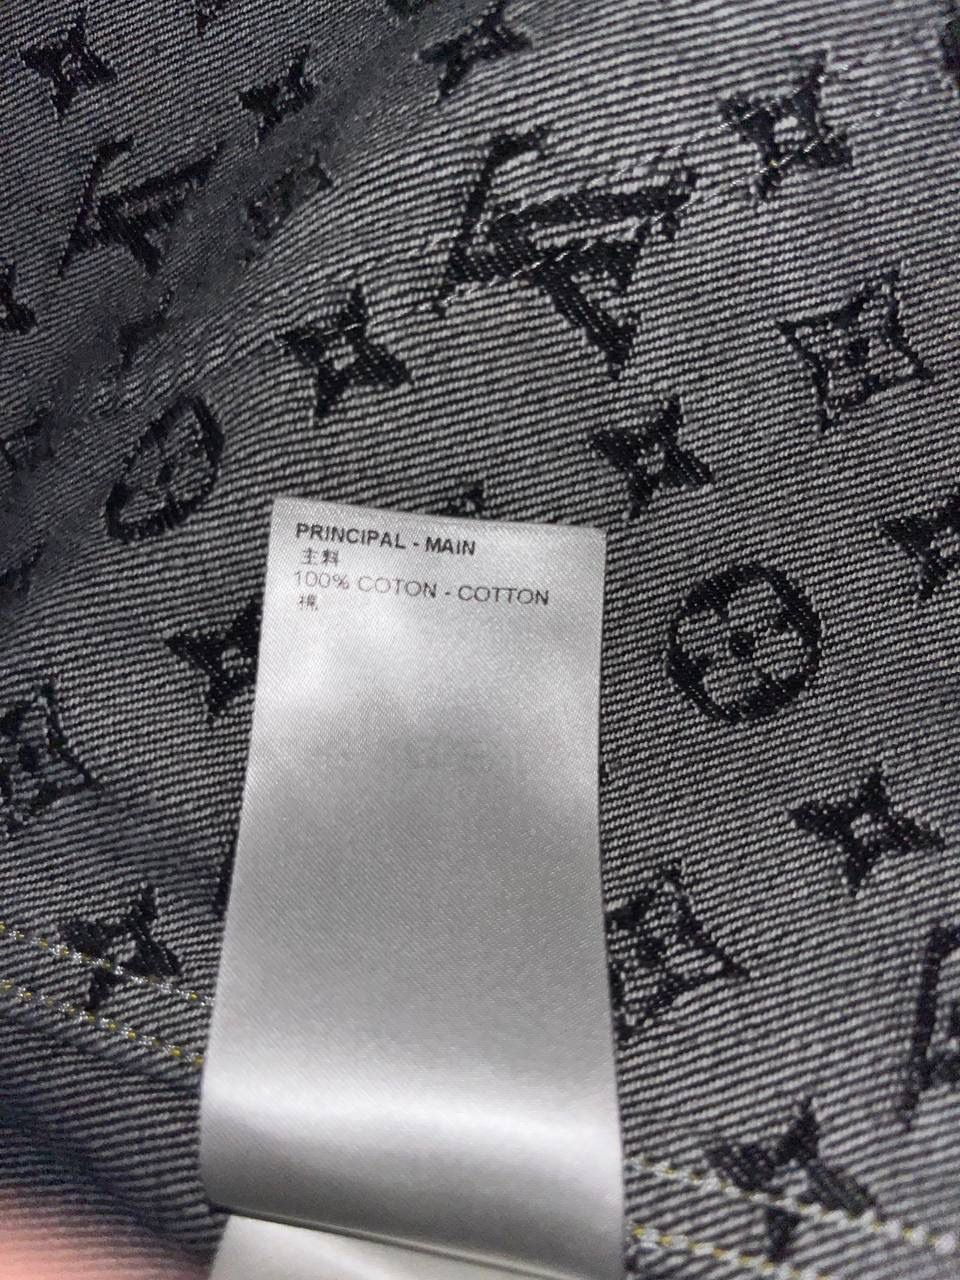 PRINCIPAL - MAIN
主料
100% COTON - COTTON
棉